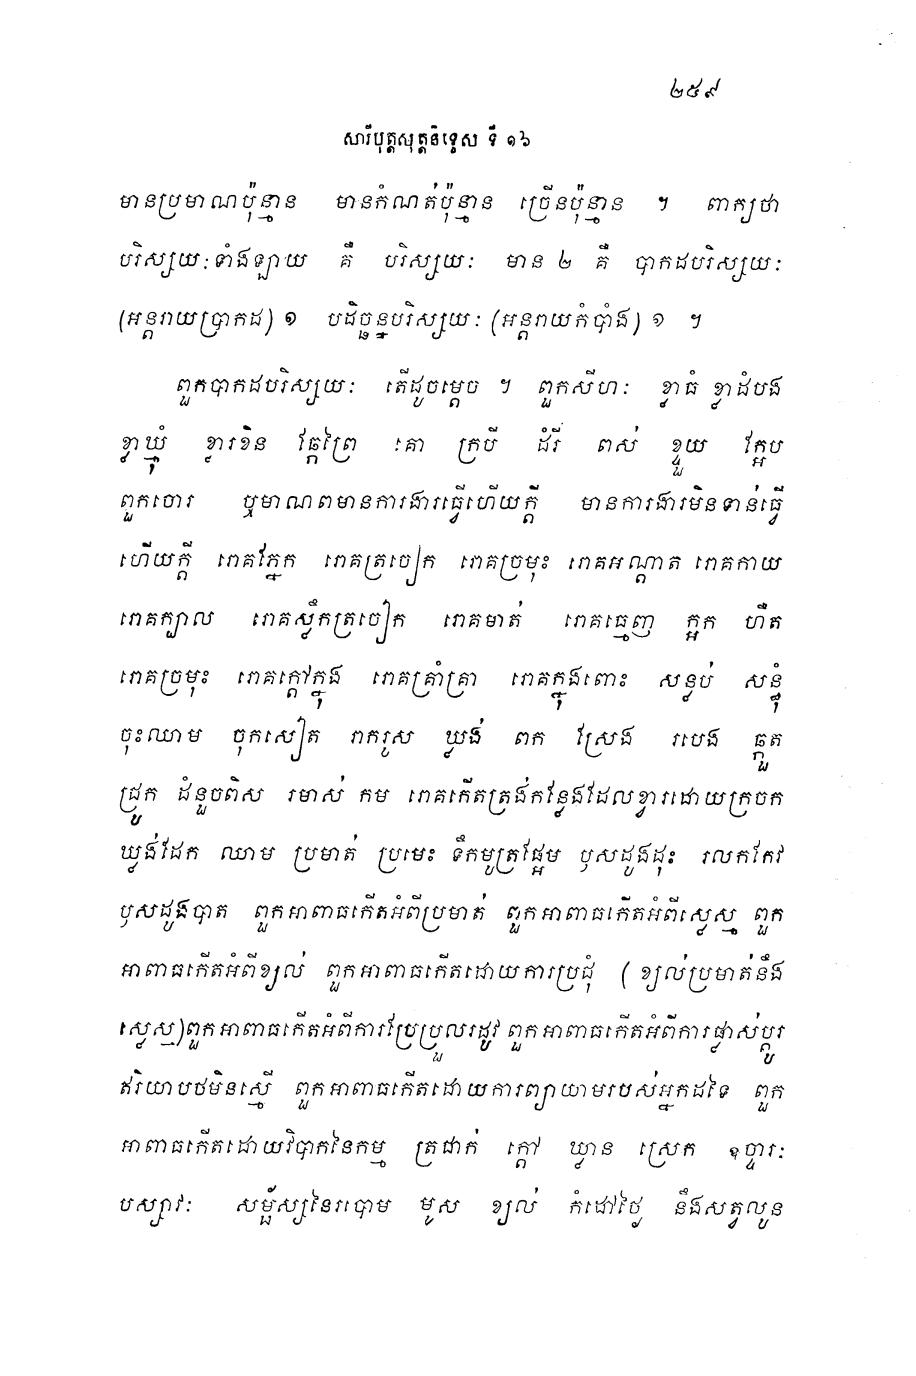 ២៥៩
សារីបុត្តសុត្តនិទ្ទេស ទី ១៦
មានប្រមាណប៉ុន្មាន មានកំណត់ប៉ុន្មាន ច្រើនប៉ុន្មាន ។ ពាក្យថា
បរិស្សយៈទាំងឡាយ គឺ បរិស្សយៈ មាន ២ គឺ បាកដបរិស្សយៈ
(អន្តរាយប្រាកដ) ១ បដិច្ឆន្នបរិស្សយៈ (អន្តរាយកំបាំង) ១ ។
ពួកបាកដបរិស្សយៈ តើដូចម្តេច ។ ពួកសីហៈ ខ្លាធំ ខ្លាដំបង
ខ្លាឃ្មុំ ខ្លារខិន ឆ្កែព្រៃ គោ ក្របី ដំរី ពស់ ខ្ទួយ ក្អែប
ពួកចោរ ឬមាណពមានការងារធ្វើហើយក្តី មានការងារមិនទាន់ធ្វើ
ហើយក្តី រោគភ្នែក រោគត្រចៀក រោគច្រមុះ រោគអណ្តាត រោគកាយ
រោគក្បាល រោគស្លឹកត្រចៀក រោគមាត់ រោគធ្មេញ ក្អក ហឺត
រោគច្រមុះ រោគក្តៅក្នុង រោគគ្រាំគ្រា រោគក្នុងពោះ សន្លប់ សន្ធុំ
ចុះឈាម ចុកសៀត រាករូស ឃ្លង់ ពក ស្រែង របេង ឆ្កួត
ជ្រូក ដំនួចពិស រមាស់ កម រោគកើតត្រង់កន្លែងដែលខ្វារដោយក្រចក
ឃ្លង់ដែក ឈាម ប្រមាត់ ប្រមេះ ទឹកមូត្រផ្អែម ឫសដូងដុះ រលកកែវ
ឫសដូងបាត ពួកអាពាធកើតអំពីប្រមាត់ ពួកអាពាធកើតអំពីស្លេស្ម ពួក
អាពាធកើតអំពីខ្យល់ ពួកអាពាធកើតដោយការប្រជុំ (ខ្យល់ប្រមាត់នឹង
ស្លេស្ម)ពួកអាពាធកើតអំពីការប្រែប្រួលរដូវ ពួកអាពាធកើតអំពីការផ្លាស់ប្តូរ
ឥរិយាបថមិនស្មើ ពួកអាពាធកើតដោយការព្យាយាមរបស់អ្នកដទៃ ពួក
អាពាធកើតដោយវិបាកនៃកម្ម ត្រជាក់ ក្តៅ ឃ្លាន ស្រេក ឧច្ចារៈ
បស្សាវៈ សម្ផ័ស្សនៃរបោម មូស ខ្យល់ កំដៅថ្ងៃ នឹងសត្វលូន